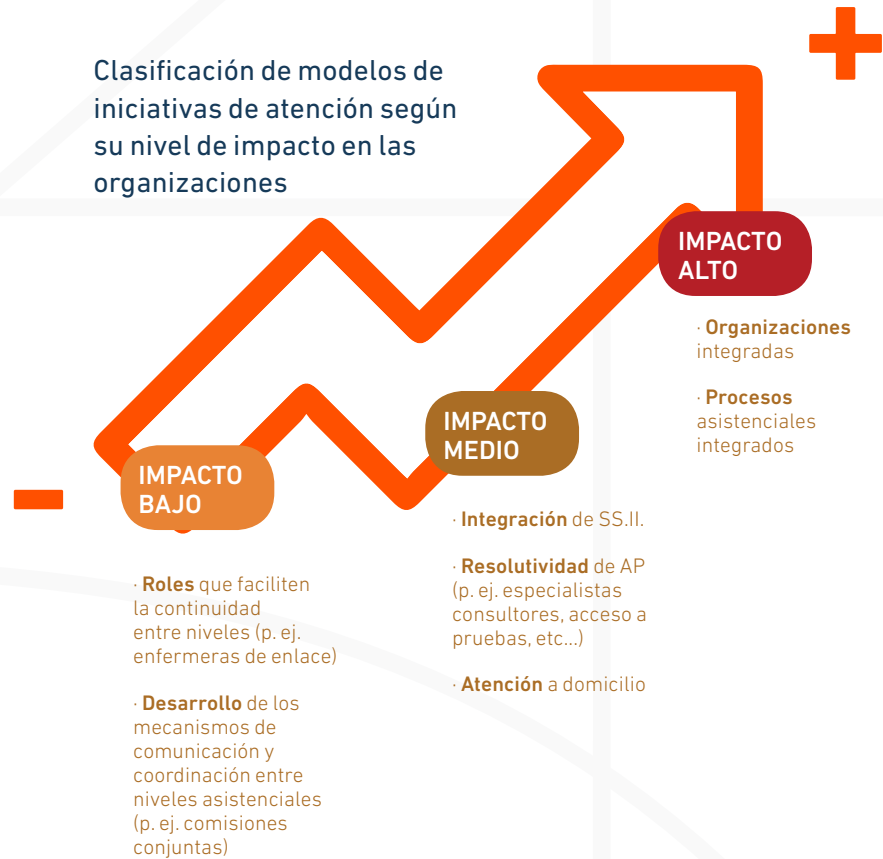 Clasificación de modelos de
iniciativas de atención según
su nivel de impacto en las
organizaciones
IMPACTO
BAJO
· Roles que faciliten
la continuidad
entre niveles (p. ej.
enfermeras de enlace)
· Desarrollo de los
mecanismos de
comunicación y
coordinación entre
niveles asistenciales
(p. ej. comisiones
conjuntas)
IMPACTO
MEDIO
· Integración de SS.II.
· Resolutividad de AP
(p. ej. especialistas
consultores, acceso a
pruebas, etc...)
· Atención a domicilio
IMPACTO
ALTO
· Organizaciones
integradas
· Procesos
asistenciales
integrados